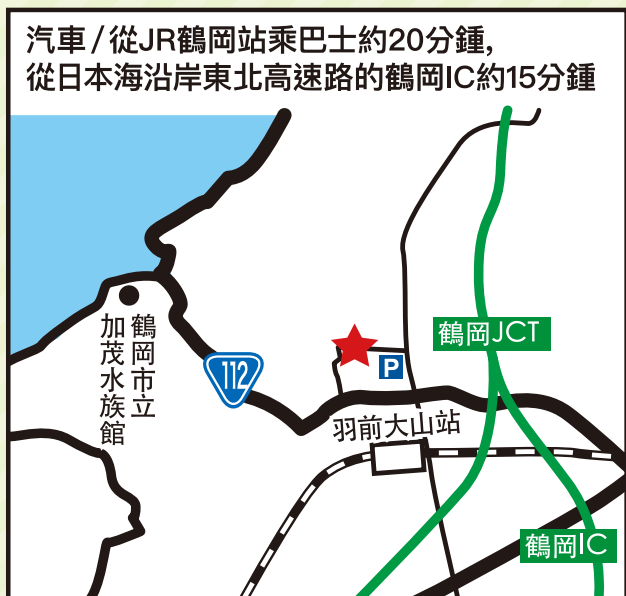 汽車/從JR鶴岡站乘巴士約20分鍾,
從日本海沿岸東北高速路的鶴岡IC約15分鍾
鶴岡JCT
鶴岡市立
加茂水族館
112
P
羽前大山站
鶴岡IC